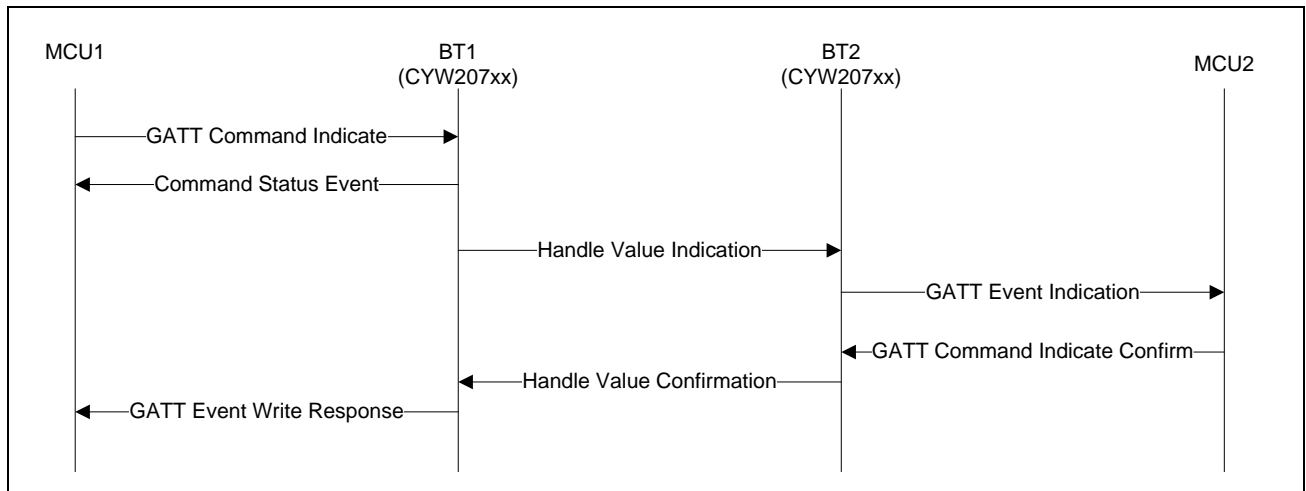 MCU1
BT1
(CYW207xx)
BT2
(CYW207xx)
MCU2
GATT Command Indicate
Command Status Event
Handle Value Indication
GATT Event Indication
GATT Command Indicate Confirm
Handle Value Confirmation
GATT Event Write Response